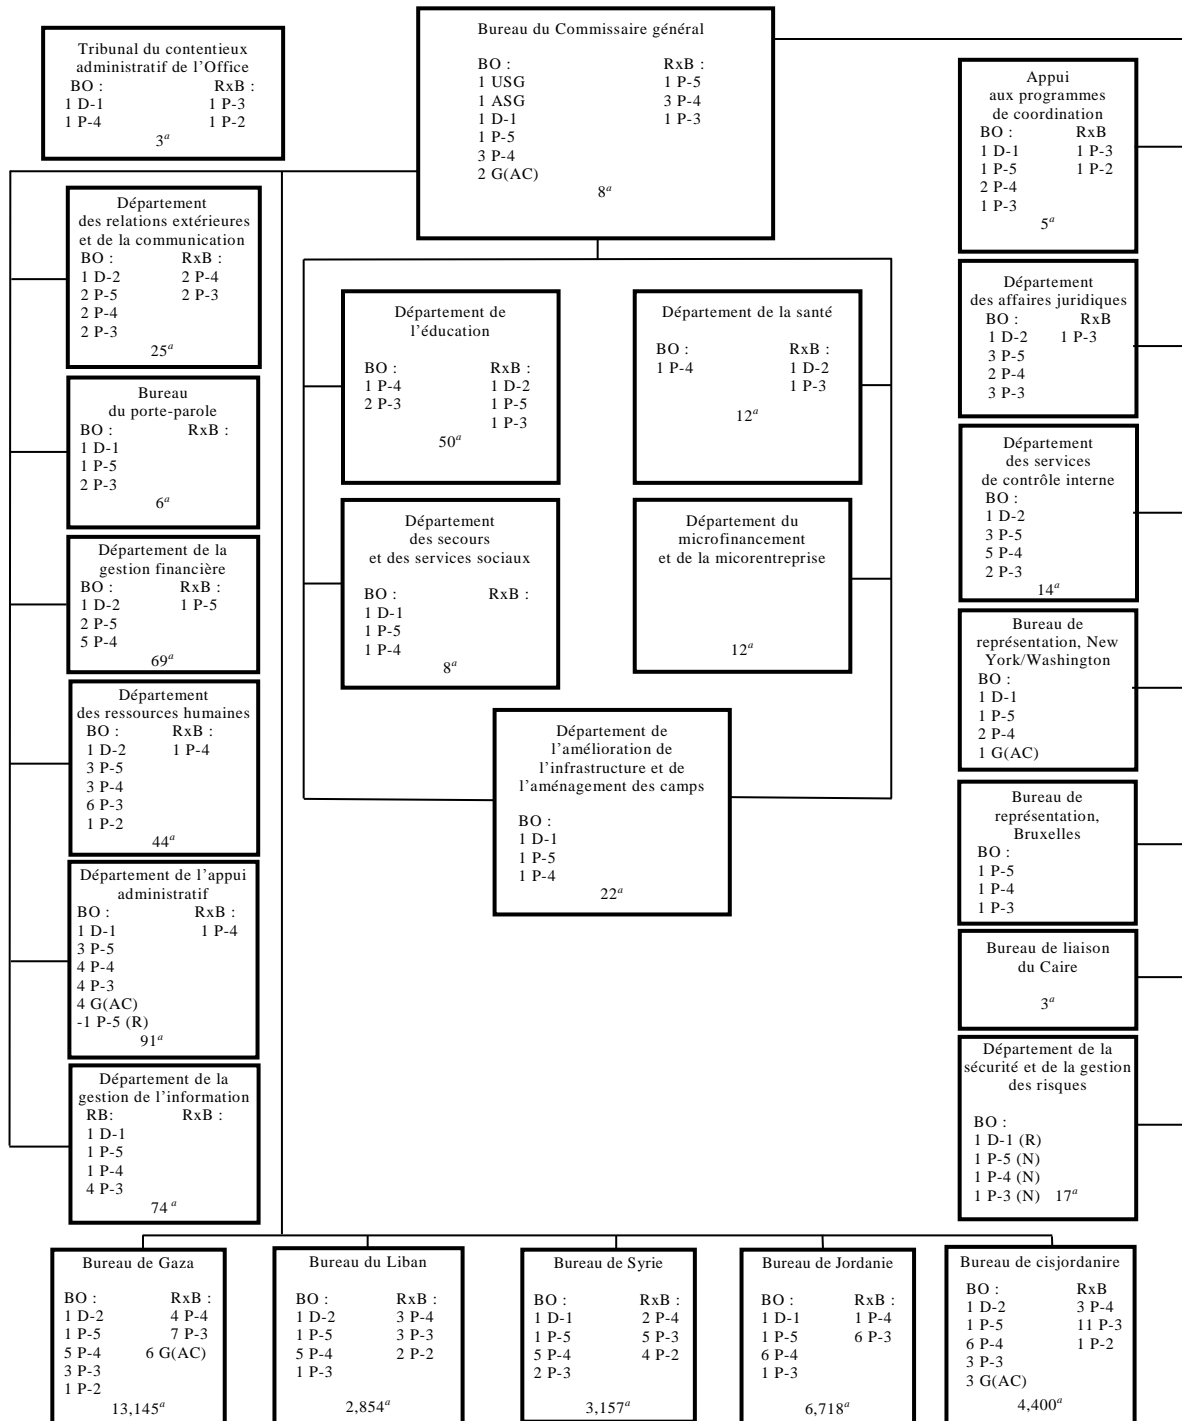 Tribunal du contentieux
administratif de l'Office
BO : RxB :
1 D-1 1 P-3
1 P-4 1 P-2
3a
Bureau du Commissaire général
BO : RxB :
1 USG 1 P-5
1 ASG 3 P-4
1 D-1 1 P-3
1 P-5
3 P-4
2 G(AC)
8a
Appui
aux programmes
de coordination
BO : RxB
1 D-1 1 P-3
1 P-5 1 P-2
2 P-4
1 P-3
5a
Département
des relations extérieures
et de la communication
BO : RxB :
1 D-2 2 P-4
2 P-5 2 P-3
2 P-4
2 P-3
25a
Département de
l'éducation
BO : RxB :
1 P-4 1 D-2
2 P-3 1 P-5
1 P-3
50a
Département de la santé
BO : RxB :
1 P-4 1 D-2
1 P-3
12a
Département
des affaires juridiques
BO : RxB
1 D-2 1 P-3
3 P-5
2 P-4
3 P-3
Bureau
du porte-parole
BO : RxB :
1 D-1
1 P-5
2 P-3
6a
Département
des services
de contrôle interne
BO :
1 D-2
3 P-5
5 P-4
2 P-3
14a
Département de la
gestion financière
BO : RxB :
1 D-2 1 P-5
2 P-5
5 P-4
69a
Département
des secours
et des services sociaux
BO : RxB :
1 D-1
1 P-5
1 P-4
8a
Département du
microfinancement
et de la micorentreprise
12a
Bureau de
représentation, New
York/Washington
BO :
1 D-1
1 P-5
2 P-4
1 G(AC)
Département
des ressources humaines
BO : RxB :
1 D-2 1 P-4
3 P-5
3 P-4
6 P-3
1 P-2
44a
Département de
l'amélioration de
l'infrastructure et de
l'aménagement des camps
BO :
1 D-1
1 P-5
1 P-4
22a
Bureau de
représentation,
Bruxelles
BO :
1 P-5
1 P-4
1 P-3
Département de l'appui
administratif
BO : RxB :
1 D-1 1 P-4
3 P-5
4 P-4
4 P-3
4 G(AC)
-1 P-5 (R)
91a
Bureau de liaison
du Caire
3a
Département de la
gestion de l'information
RB: RxB :
1 D-1
1 P-5
1 P-4
4 P-3
74 a
Département de la
sécurité et de la gestion
des risques
BO :
1 D-1 (R)
1 P-5 (N)
1 P-4 (N)
1 P-3 (N) 17a
Bureau de Gaza
BO : RxB :
1 D-2 4 P-4
1 P-5 7 P-3
5 P-4 6 G(AC)
3 P-3
1 P-2
13,145a
Bureau du Liban
BO : RxB :
1 D-2 3 P-4
1 P-5 3 P-3
5 P-4 2 P-2
1 P-3
2,854a
Bureau de Syrie
BO : RxB :
1 D-1 2 P-4
1 P-5 5 P-3
5 P-4 4 P-2
2 P-3
3,157a
Bureau de Jordanie
BO : RxB :
1 D-1 1 P-4
1 P-5 6 P-3
6 P-4
1 P-3
6,718a
Bureau de cisjordanire
BO : RxB
1 D-2 3 P-4
1 P-5 11 P-3
6 P-4 1 P-2
3 P-3
3 G(AC)
4,400a